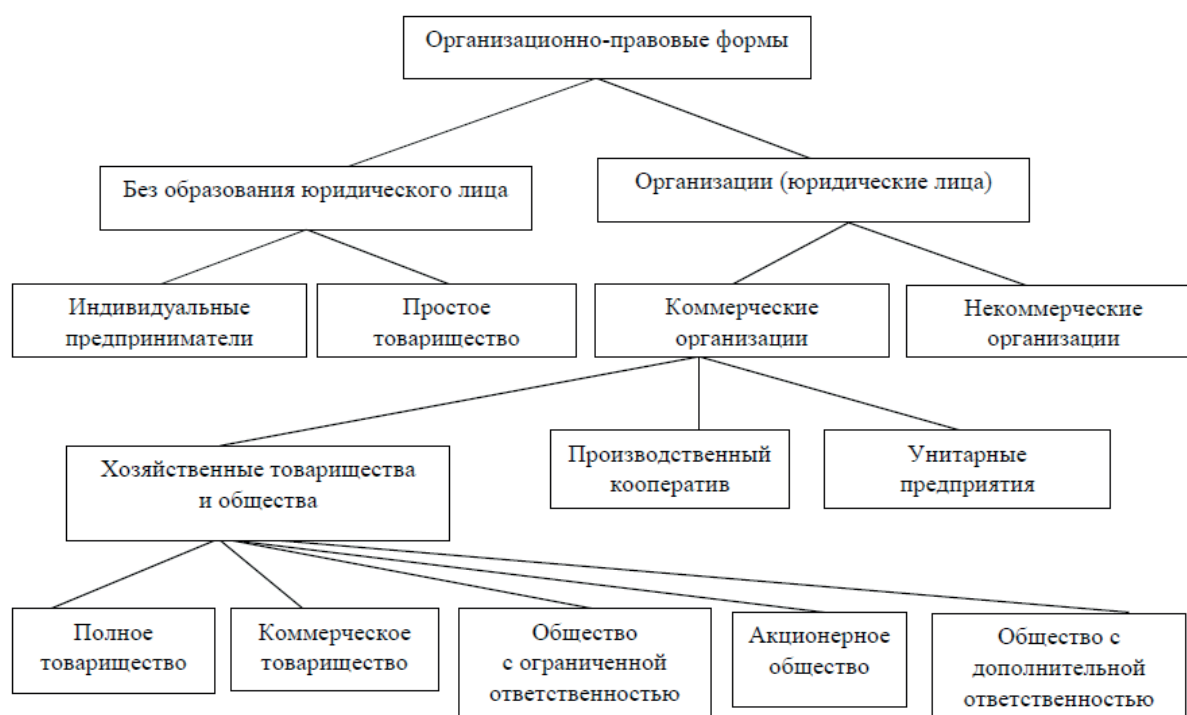 Организационно-правовые формы
Без образования юридического лица
Организации (юридические лица)
Индивидуальные
предприниматели
Простое
товарищество
Коммерческие
организации
Некоммерческие
организации
Хозяйственные товарищества
и общества
Производственный
кооператив
Унитарные
предприятия
Полное
товарищество
Коммерческое
товарищество
Общество
с ограниченной
ответственностью
Акционерное
общество
Общество с
дополнительной
ответственностью